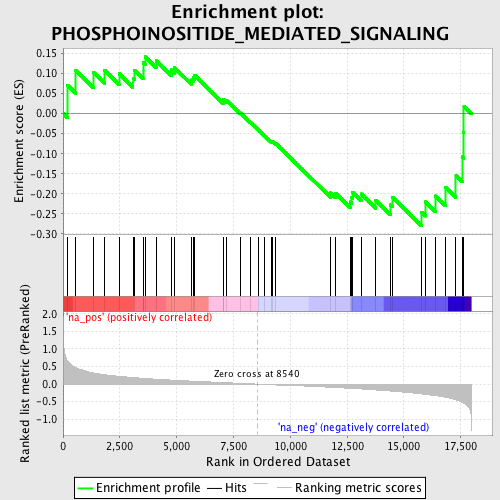 Enrichment plot:
PHOSPHOINOSITIDE_MEDIATED_SIGNALING
Enrichment score (ES)
0.15
0.10
0.05
0.00
-0.05
-0.10
-0.15
-0.20
-0.25
-0.30
'na_pos' (positively correlated)
Ranked list metric (PreRanked)
2.0
1.5
1.0
0.5
0.0
-0.5
-1.0
Zero cross at 8540
'na_neg' (negatively correlated)
0 2,500 5,000 7,500 10,000 12,500 15,000 17,500
Rank in Ordered Dataset
Enrichment profile Hits Ranking metric scores